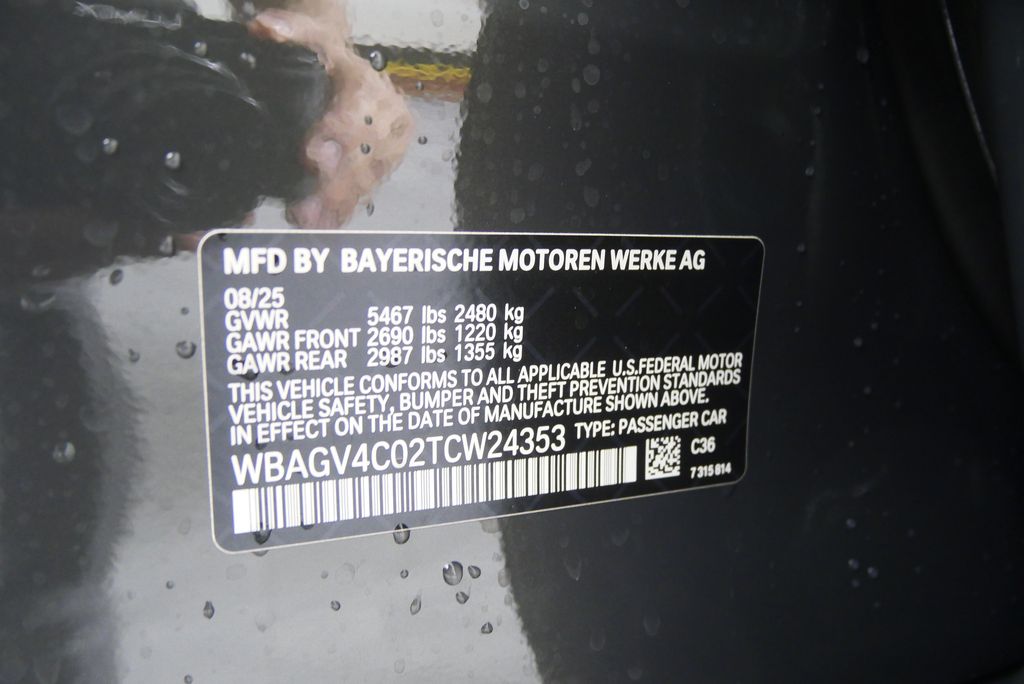 MFD BY BAYERISCHE MOTOREN WERKE AG
08/25
GVWR 5467 lbs 2480 kg
GAWR FRONT 2690 lbs 1220 kg
GAWR REAR 2987 lbs 1355 kg
THIS VEHICLE CONFORMS TO ALL APPLICABLE U.S.FEDERAL MOTOR
VEHICLE SAFETY, BUMPER AND THEFT PREVENTION STANDARDS
IN EFFECT ON THE DATE OF MANUFACTURE SHOWN ABOVE.
WBAGV4C02TCW24353 TYPE: PASSENGER CAR
C36
7 315 814